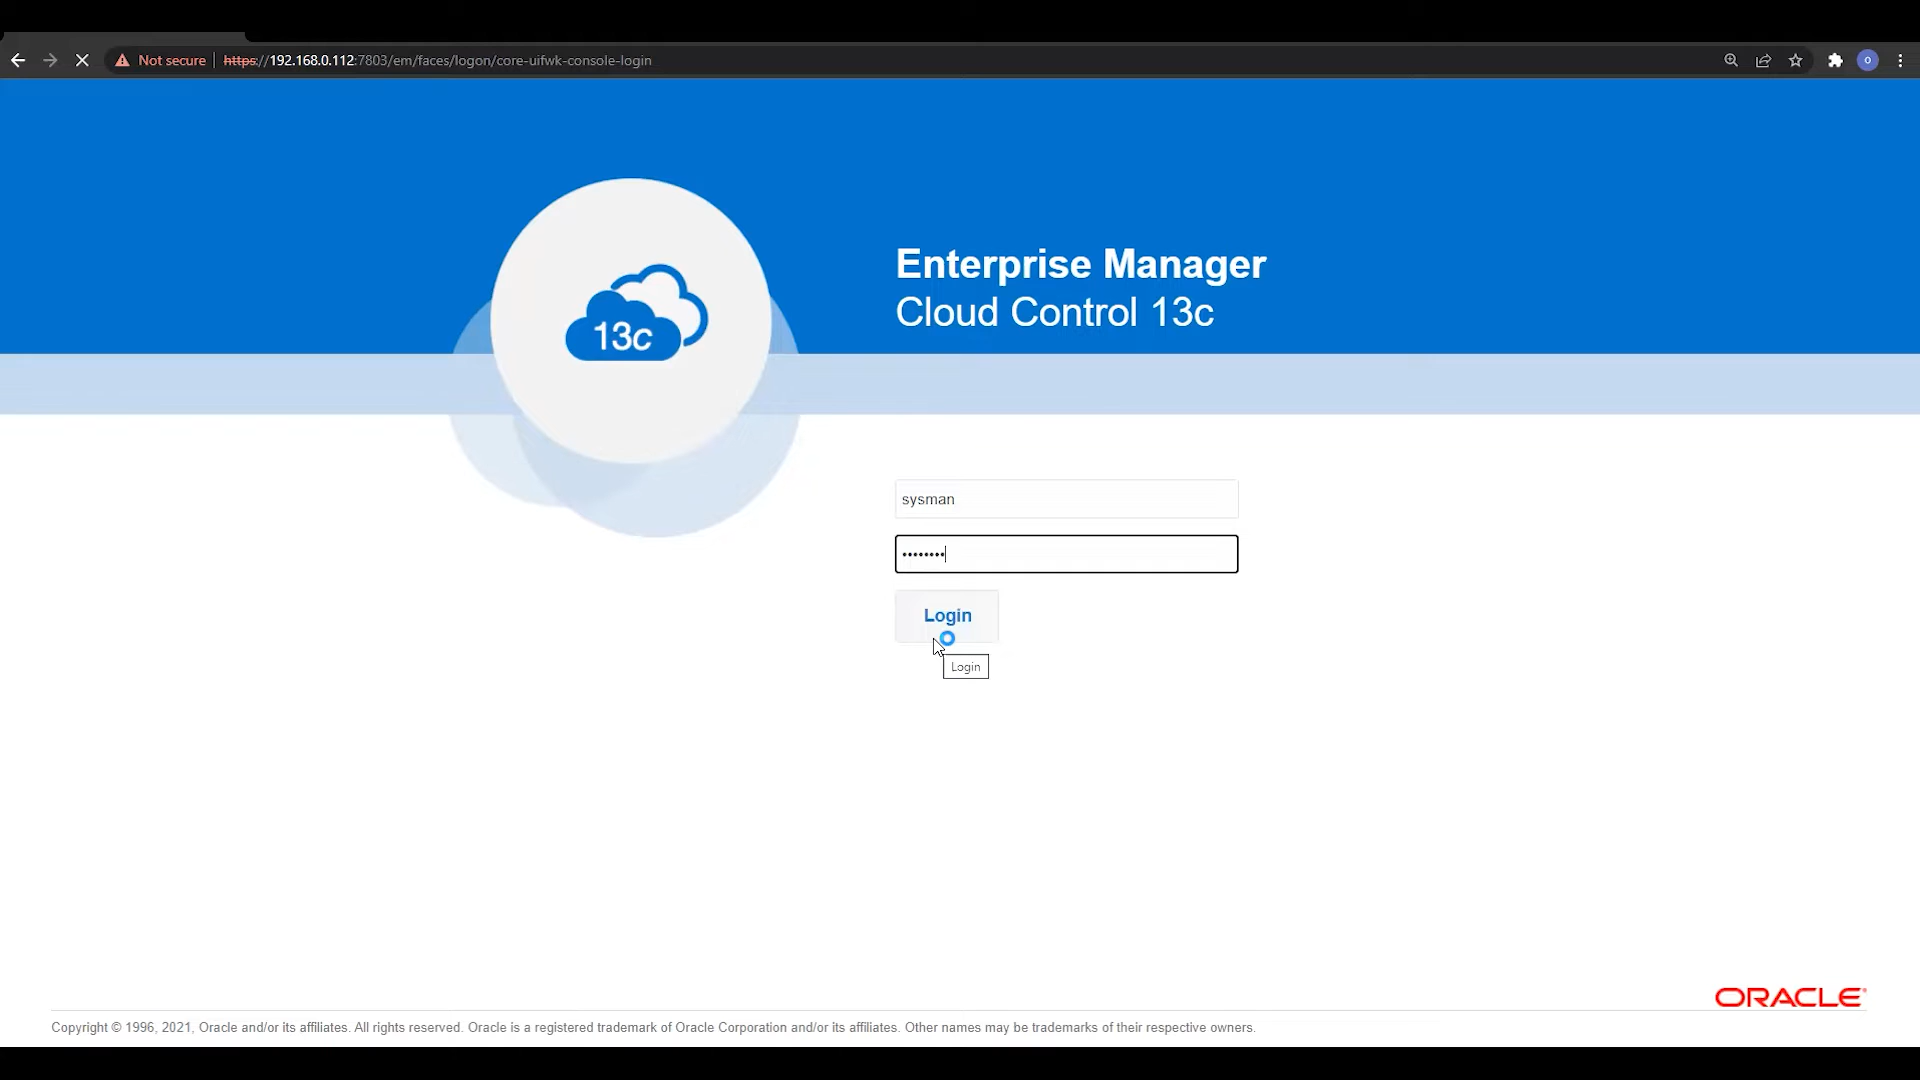 Not secure https://192.168.0.112:7803/em/faces/logon/core-uifwk-console-login
O
13c
Enterprise Manager
Cloud Control 13c
sysman
••••••••
Login
Login
ORACLE®
Copyright © 1996, 2021, Oracle and/or its affiliates. All rights reserved. Oracle is a registered trademark of Oracle Corporation and/or its affiliates. Other names may be trademarks of their respective owners.